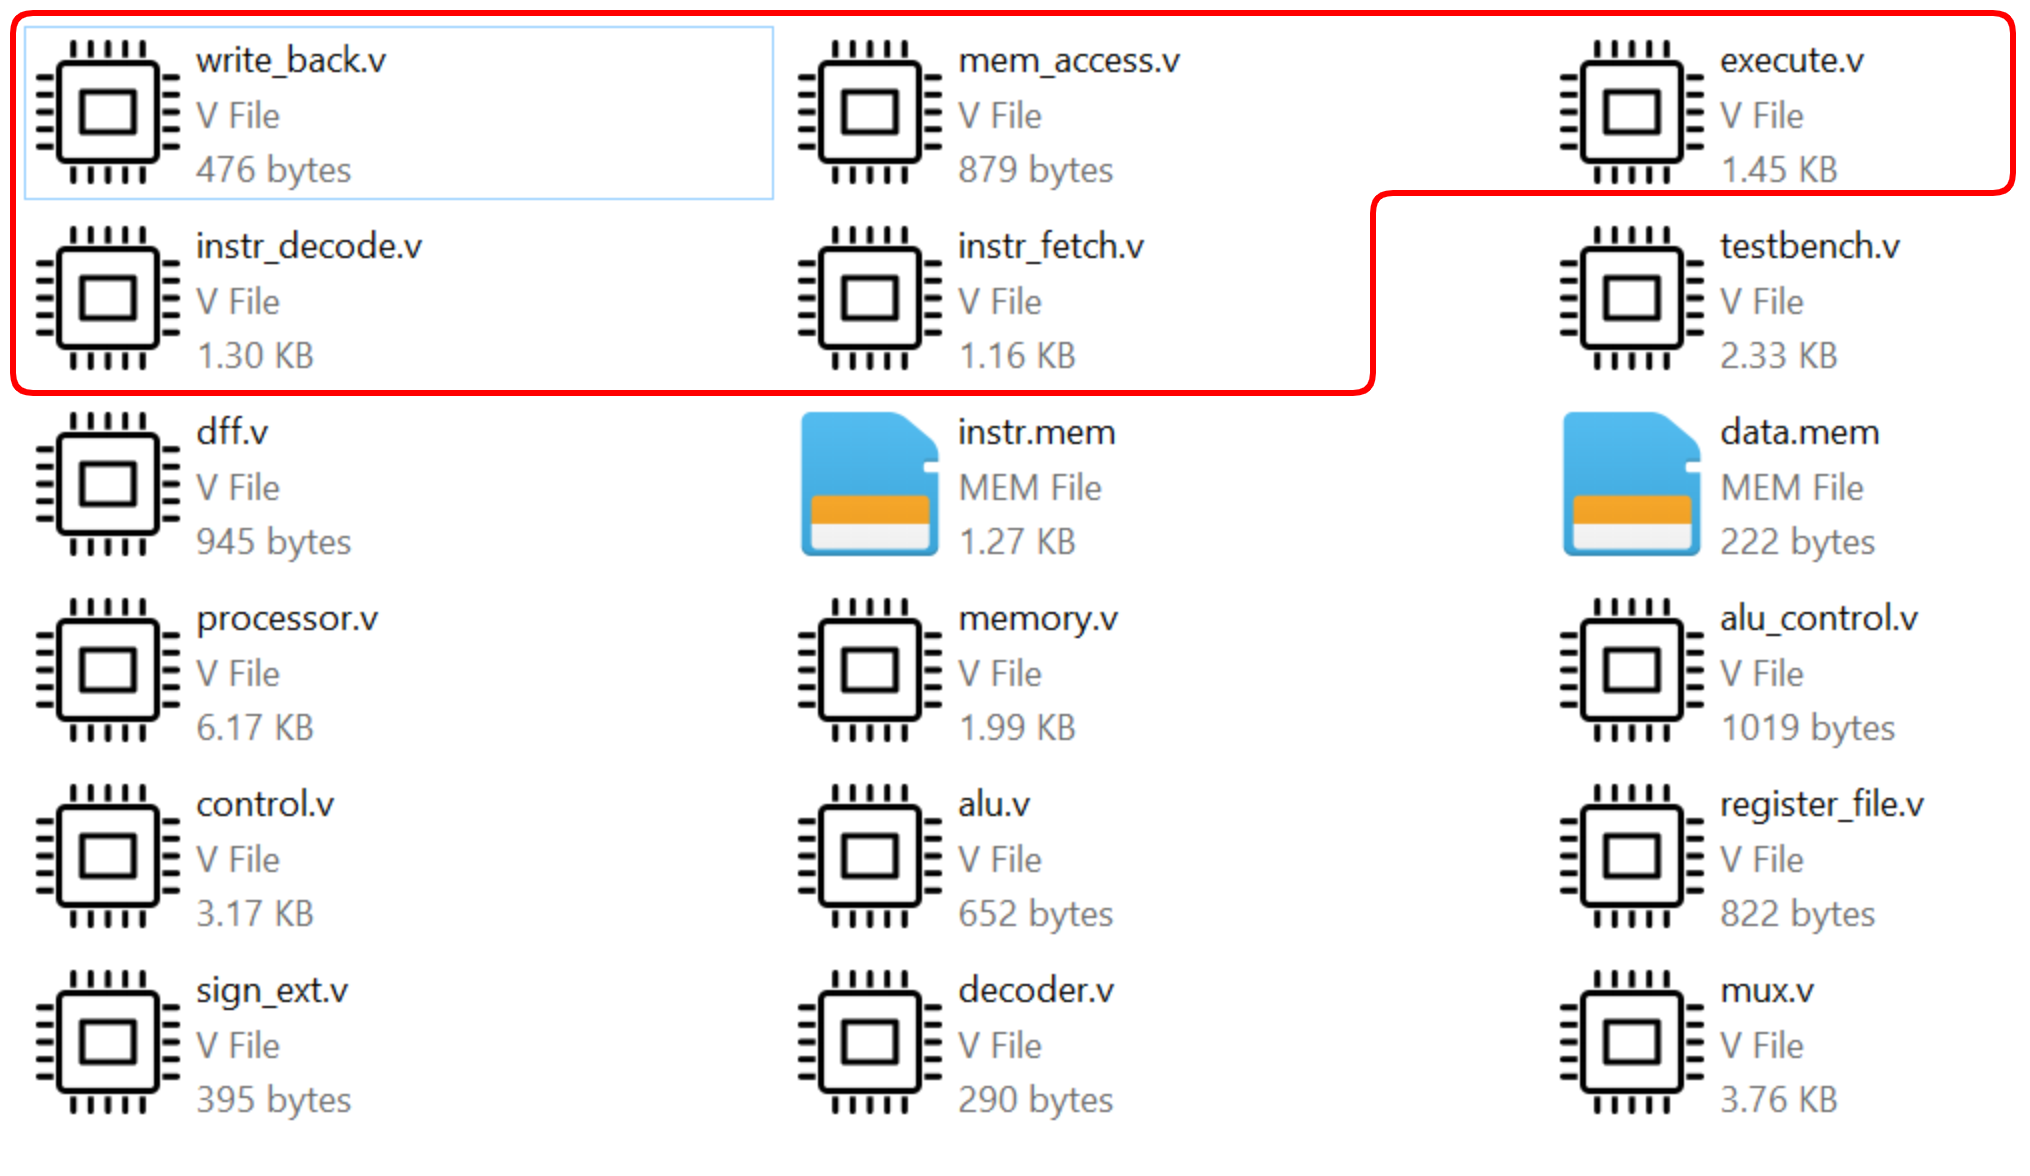 write_back.v
V File
476 bytes
mem_access.v
V File
879 bytes
execute.v
V File
1.45 KB
instr_decode.v
V File
1.30 KB
instr_fetch.v
V File
1.16 KB
testbench.v
V File
2.33 KB
dff.v
V File
945 bytes
instr.mem
MEM File
1.27 KB
data.mem
MEM File
222 bytes
processor.v
V File
6.17 KB
memory.v
V File
1.99 KB
alu_control.v
V File
1019 bytes
control.v
V File
3.17 KB
alu.v
V File
652 bytes
register_file.v
V File
822 bytes
sign_ext.v
V File
395 bytes
decoder.v
V File
290 bytes
mux.v
V File
3.76 KB